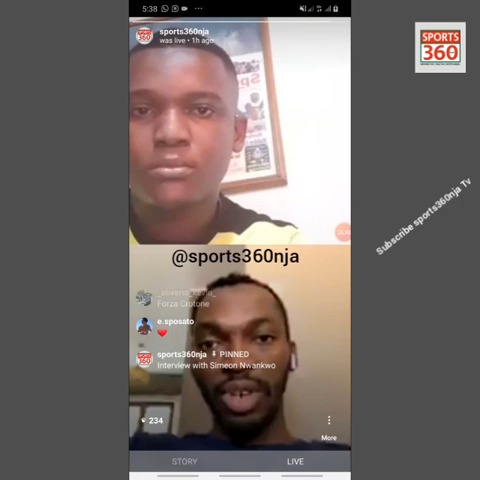 5:38
sports360nja
was live • 1h ago
SPORTS
360
Subscribe sports360nja Tv
@sports360nja
Forza Crotone
e.sposato
sports360nja PINNED
Interview with Simeon Nwankwo
234
More
STORY
LIVE